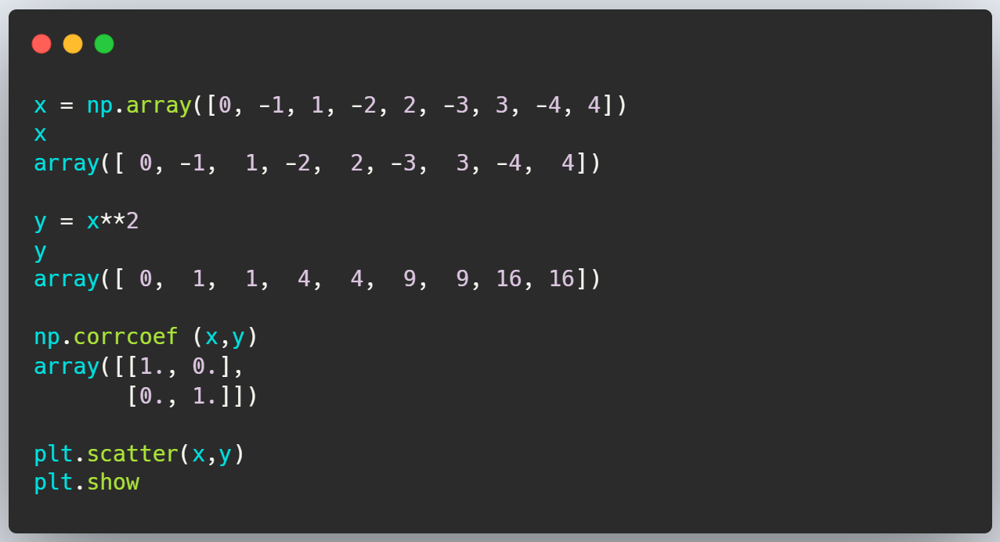 x = np.array([0, -1, 1, -2, 2, -3, 3, -4, 4])
x
array([ 0, -1,  1, -2,  2, -3,  3, -4,  4])
y = x**2
y
array([ 0,  1,  1,  4,  4,  9,  9, 16, 16])
np.corrcoef (x,y)
array([[1., 0.],
       [0., 1.]])
plt.scatter(x,y)
plt.show